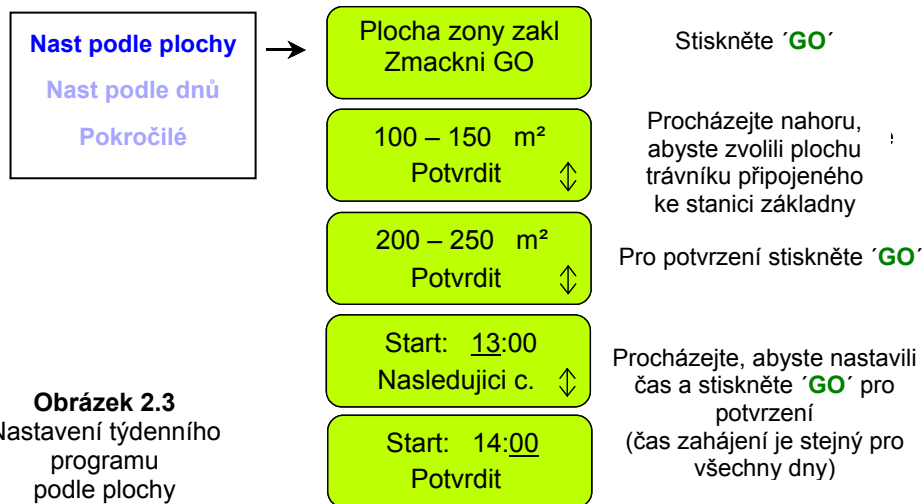 Nast podle plochy
Nast podle dnů
Pokročilé
Plocha zony zakl
Zmackni GO
Stiskněte ´GO´
100 – 150 m²
Potvrdit
Procházejte nahoru,
abyste zvolili plochu
trávníku připojeného
ke stanici základny
200 – 250 m²
Potvrdit
Pro potvrzení stiskněte ´GO´
Start: 13:00
Nasledujici c.
Procházejte, abyste nastavili
čas a stiskněte ´GO´ pro
potvrzení
(čas zahájení je stejný pro
všechny dny)
Start: 14:00
Potvrdit
Obrázek 2.3
Nastavení týdenního
programu
podle plochy